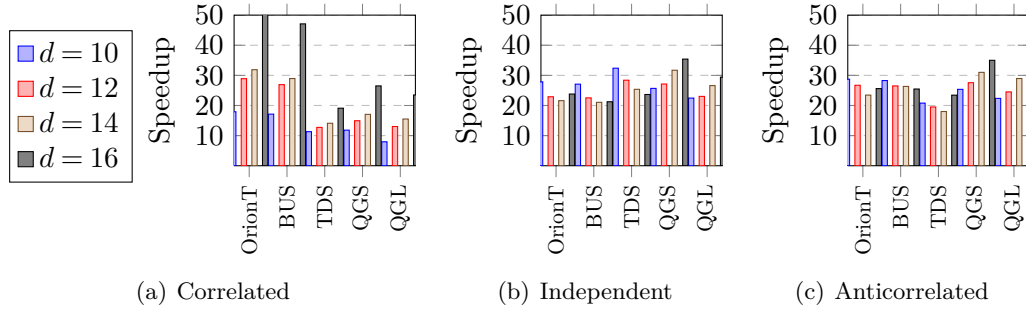 d = 10
d = 12
d = 14
d = 16
Speedup
50
40
30
20
10
OrionT
BUS
TDS
QGS
QGL
(a) Correlated
Speedup
50
40
30
20
10
OrionT
BUS
TDS
QGS
QGL
(b) Independent
Speedup
50
40
30
20
10
OrionT
BUS
TDS
QGS
QGL
(c) Anticorrelated